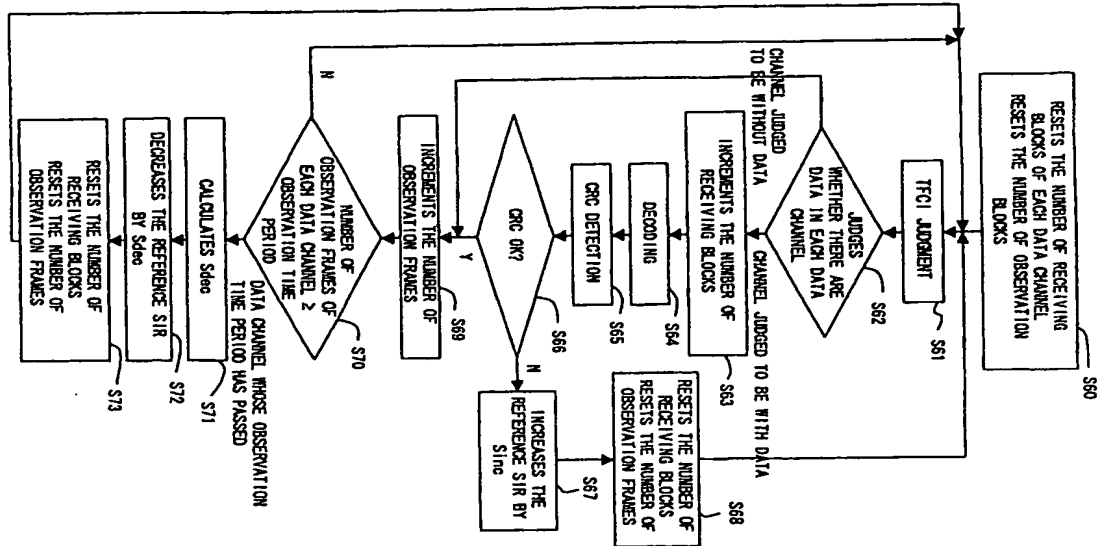 RESETS THE NUMBER OF RECEIVING
BLOCKS OF EACH DATA CHANNEL
RESETS THE NUMBER OF OBSERVATION
BLOCKS
S60
TFCI JUDGMENT
S61
JUDGES
WHETHER THERE ARE
DATA IN EACH DATA
CHANNEL
S62
CHANNEL JUDGED
TO BE WITHOUT DATA
CHANNEL JUDGED TO BE WITH DATA
INCREMENTS THE NUMBER OF
RECEIVING BLOCKS
S63
DECODING
S64
CRC DETECTION
S65
CRC OK?
S66
N
Y
INCREASES THE
REFERENCE SIR BY
Sinc
S67
RESETS THE NUMBER OF
RECEIVING BLOCKS
RESETS THE NUMBER OF
OBSERVATION FRAMES
S68
INCREMENTS THE NUMBER OF
OBSERVATION FRAMES
S69
NUMBER OF
OBSERVATION FRAMES OF
EACH DATA CHANNEL ≥
OBSERVATION TIME
PERIOD
S70
N
DATA CHANNEL WHOSE OBSERVATION
TIME PERIOD HAS PASSED
CALCULATES Sdec
S71
DECREASES THE REFERENCE SIR
BY Sdec
S72
RESETS THE NUMBER OF
RECEIVING BLOCKS
RESETS THE NUMBER OF
OBSERVATION FRAMES
S73